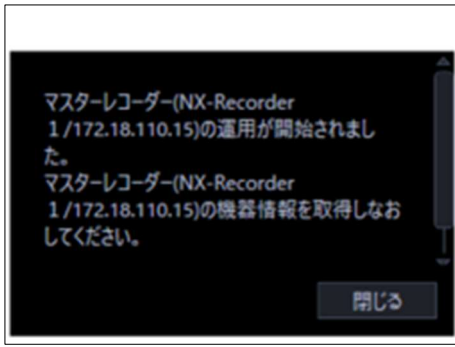 マスターレコーダー(NX-Recorder
１/172.18.110.15)の運用が開始されまし
た。
マスターレコーダー(NX-Recorder
１/172.18.110.15)の機器情報を取得しなお
してください。
閉じる